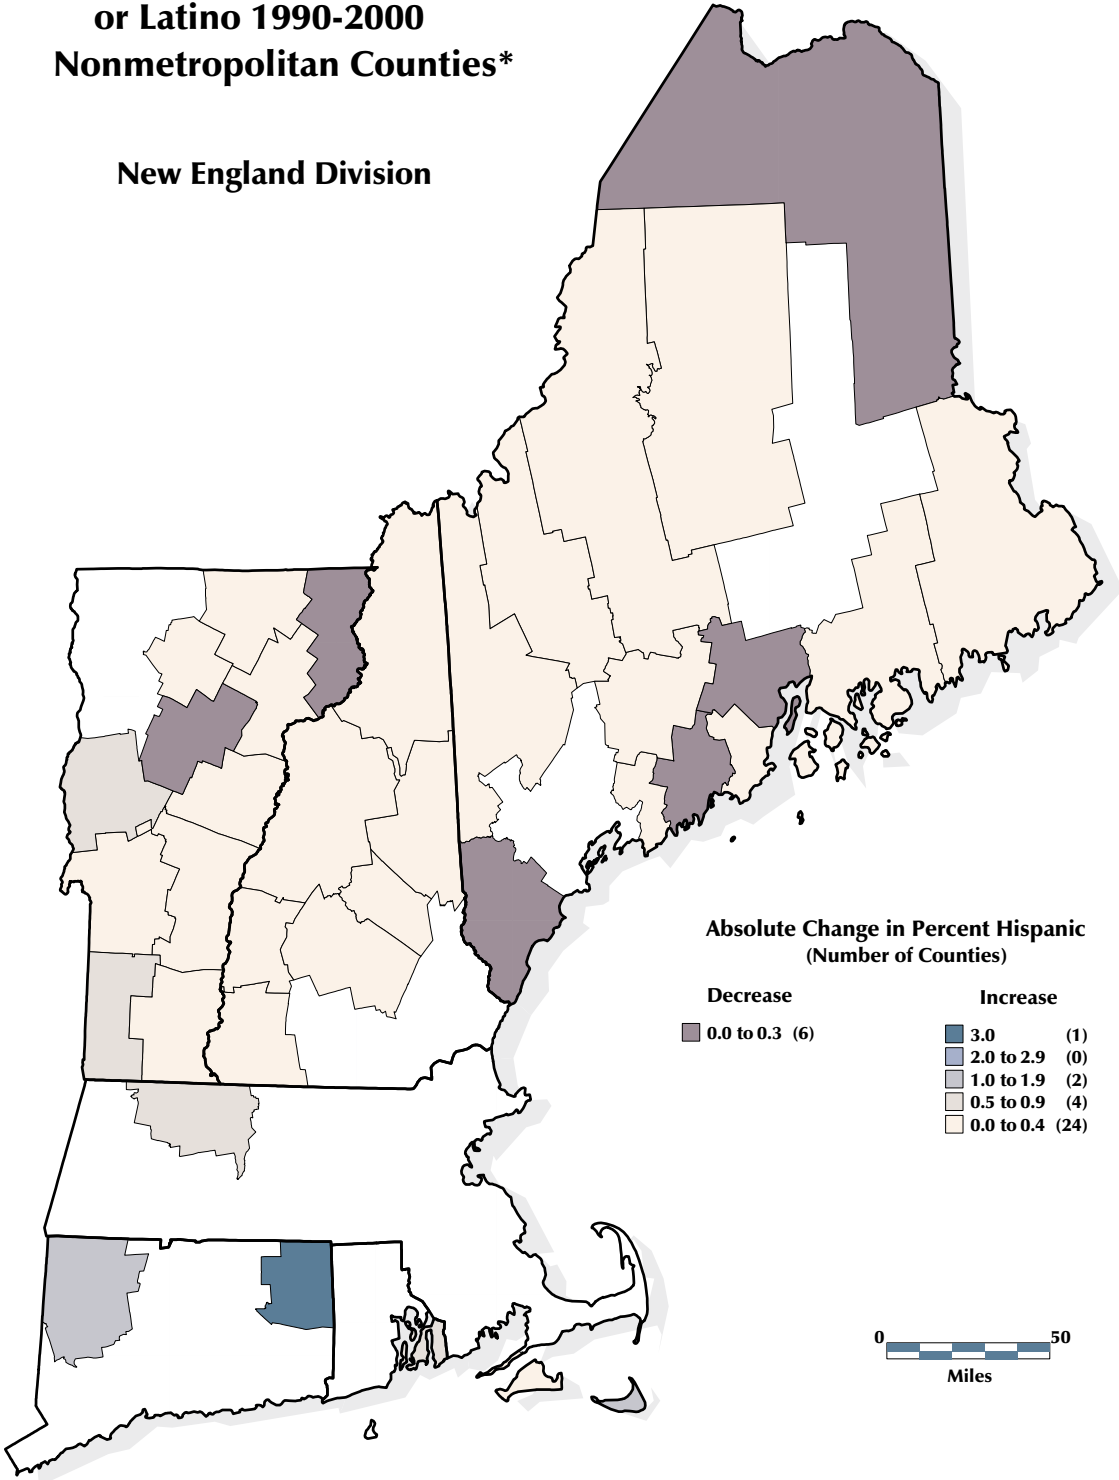 or Latino 1990-2000
Nonmetropolitan Counties*
New England Division
Absolute Change in Percent Hispanic
(Number of Counties)
Decrease
0.0 to 0.3 (6)
Increase
3.0 (1)
2.0 to 2.9 (0)
1.0 to 1.9 (2)
0.5 to 0.9 (4)
0.0 to 0.4 (24)
0 50
Miles